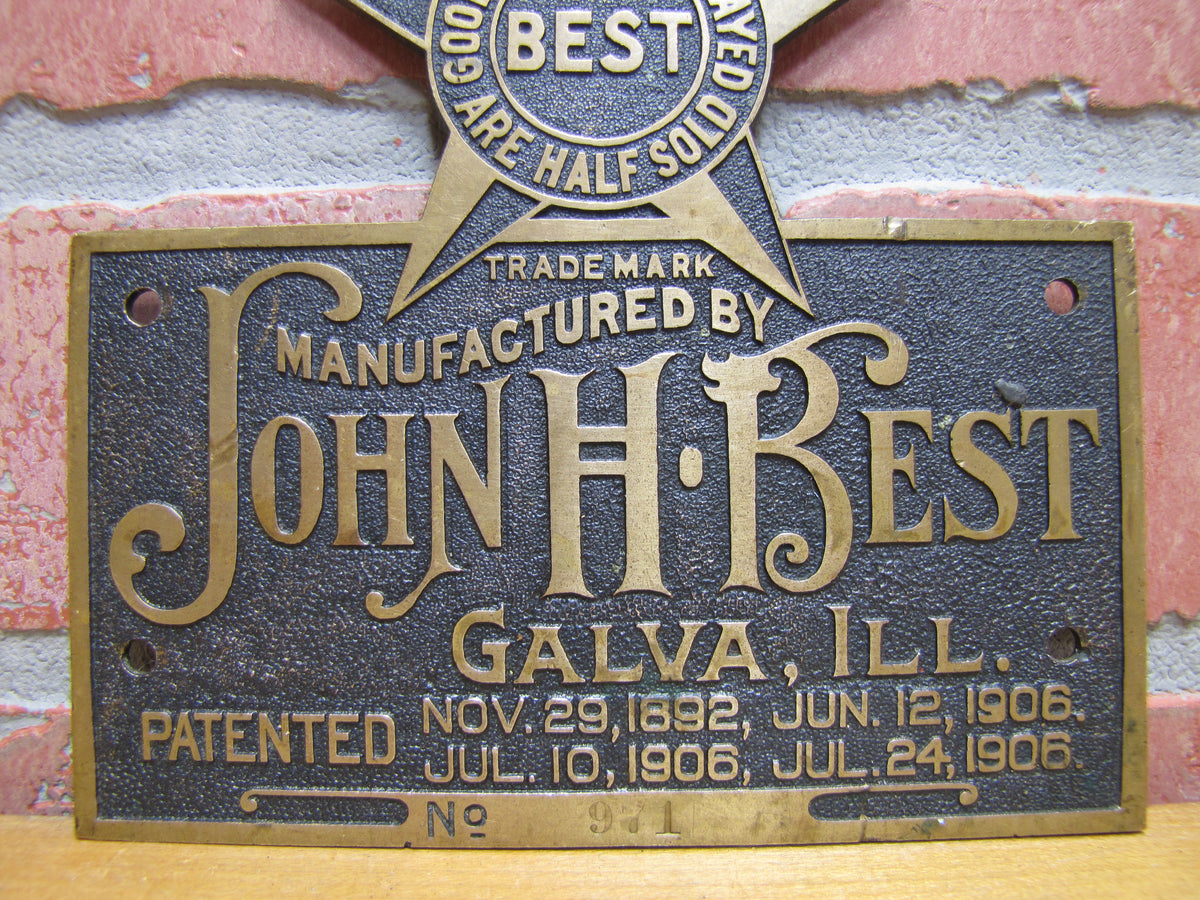 BEST
ARE HALF SOLD
TRADE MARK
MANUFACTURED BY
JOHN H. BEST
GALVA, ILL.
PATENTED
NOV. 29, 1892, JUN. 12, 1906.
JUL. 10, 1906, JUL. 24, 1906.
No 971